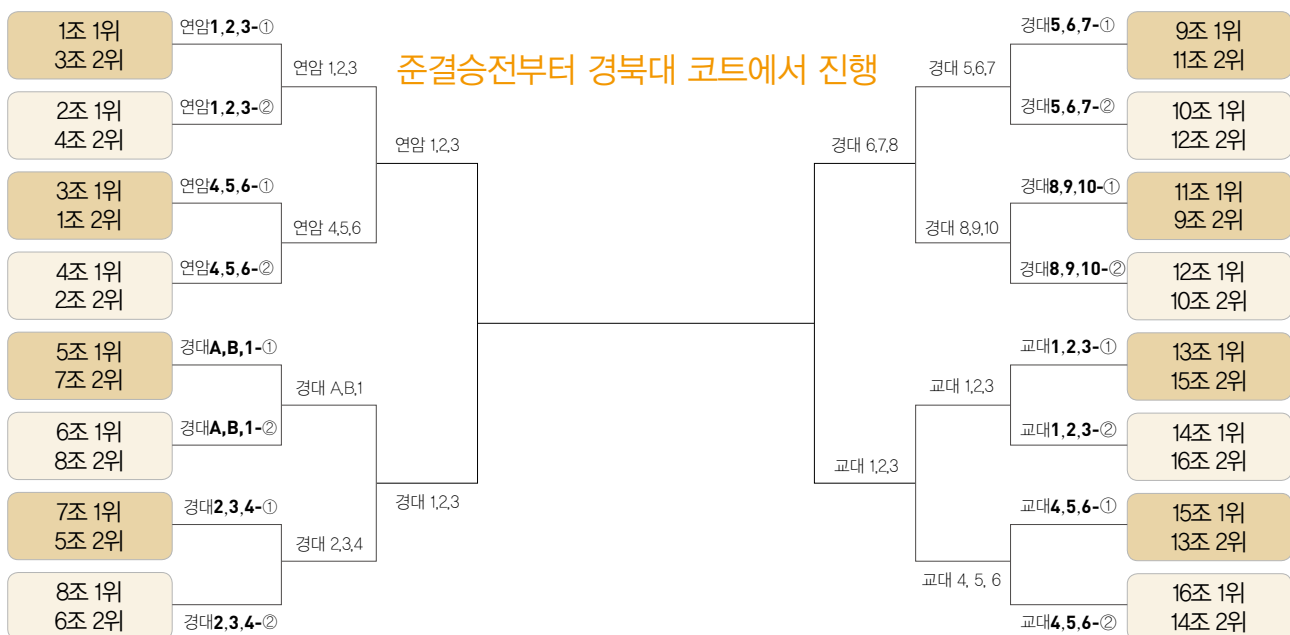 준결승전부터 경북대 코트에서 진행
1조 1위
3조 2위
연암1,2,3-①
2조 1위
4조 2위
연암1,2,3-②
연암 1,2,3
3조 1위
1조 2위
연암4,5,6-①
4조 1위
2조 2위
연암4,5,6-②
연암 4,5,6
연암 1,2,3
5조 1위
7조 2위
경대A,B,1-①
6조 1위
8조 2위
경대A,B,1-②
경대 A,B,1
7조 1위
5조 2위
경대2,3,4-①
8조 1위
6조 2위
경대2,3,4-②
경대 2,3,4
경대 1,2,3
경대5,6,7-①
9조 1위
11조 2위
경대5,6,7-②
10조 1위
12조 2위
경대 5,6,7
경대8,9,10-①
11조 1위
9조 2위
경대8,9,10-②
12조 1위
10조 2위
경대 8,9,10
경대 6,7,8
교대1,2,3-①
13조 1위
15조 2위
교대1,2,3-②
14조 1위
16조 2위
교대 1,2,3
교대4,5,6-①
15조 1위
13조 2위
교대4,5,6-②
16조 1위
14조 2위
교대 4, 5, 6
교대 1,2,3